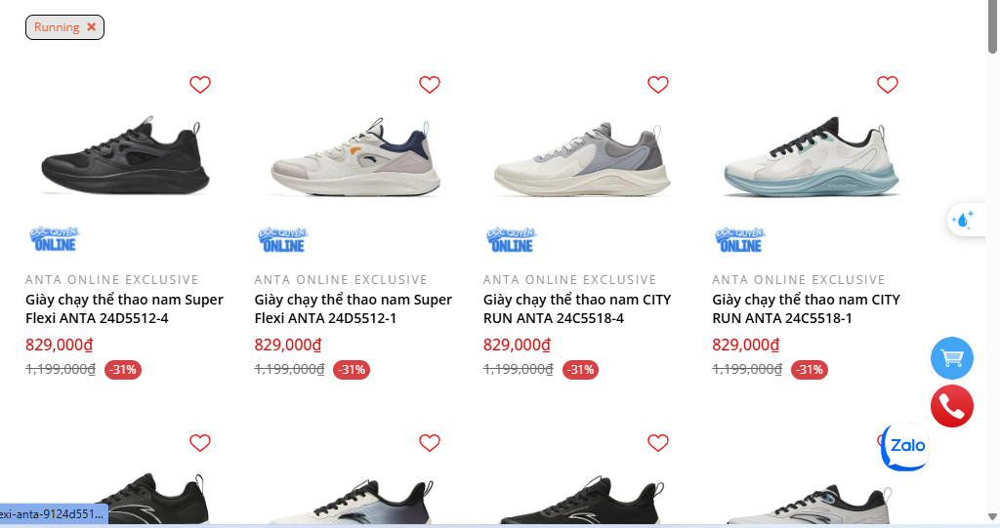 Running ×
ĐỘC QUYỀN
ONLINE
ĐỘC QUYỀN
ONLINE
ĐỘC QUYỀN
ONLINE
ĐỘC QUYỀN
ONLINE
ANTA ONLINE EXCLUSIVE
Giày chạy thể thao nam Super
Flexi ANTA 24D5512-4
829,000₫
1,199,000₫ -31%
ANTA ONLINE EXCLUSIVE
Giày chạy thể thao nam Super
Flexi ANTA 24D5512-1
829,000₫
1,199,000₫ -31%
ANTA ONLINE EXCLUSIVE
Giày chạy thể thao nam CITY
RUN ANTA 24C5518-4
829,000₫
1,199,000₫ -31%
ANTA ONLINE EXCLUSIVE
Giày chạy thể thao nam CITY
RUN ANTA 24C5518-1
829,000₫
1,199,000₫ -31%
Zalo
exi-anta-9124d551...